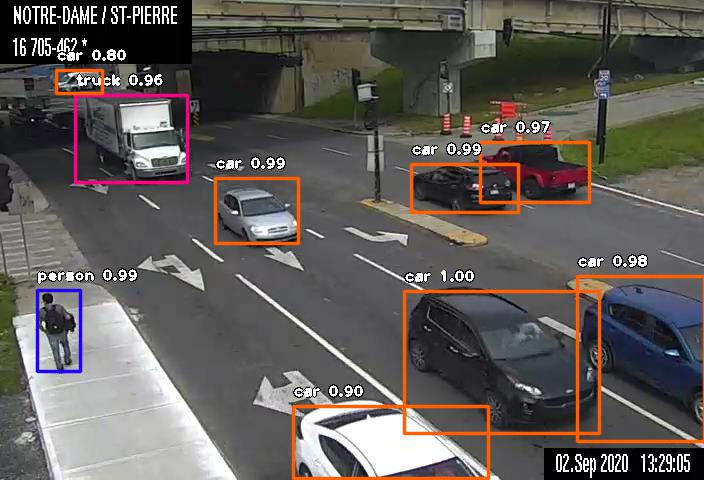 NOTRE-DAME / ST-PIERRE
16 705-462 *
car 0.80
truck 0.96
car 0.97
car 0.99
car 0.99
person 0.99
car 0.98
car 1.00
car 0.90
02.Sep 2020 13:29:05